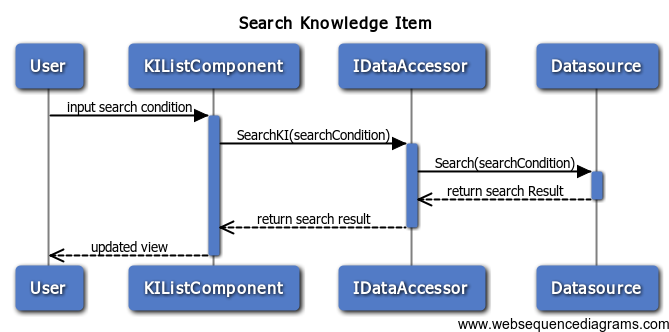 Search Knowledge Item
User KIListComponent IDataAccessor Datasource
input search condition
SearchKI(searchCondition)
Search(searchCondition)
return search Result
return search result
updated view
User KIListComponent IDataAccessor Datasource
www.websequencediagrams.com